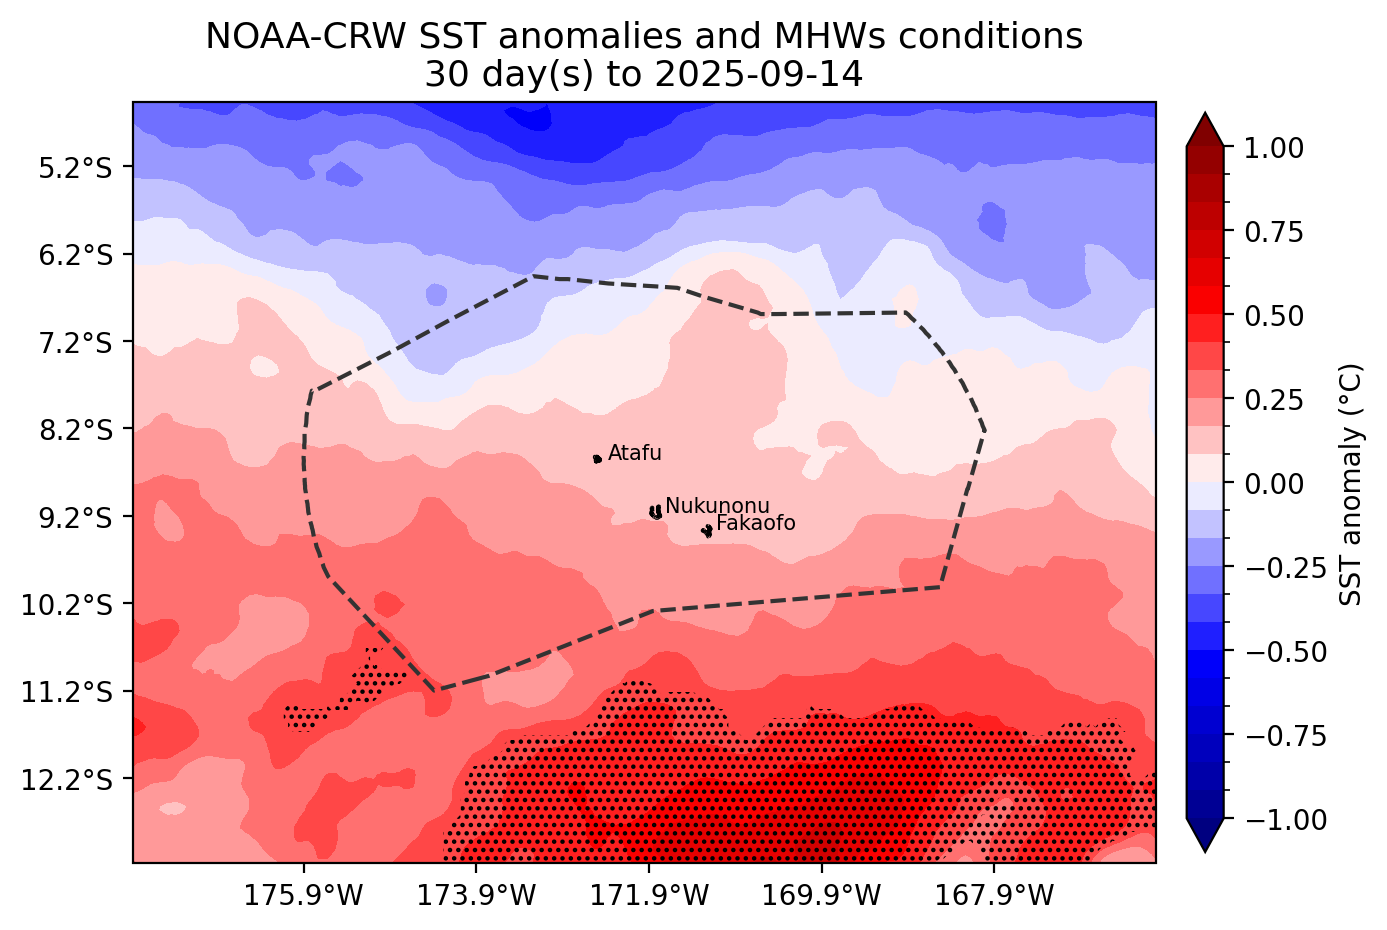 NOAA-CRW SST anomalies and MHWs conditions
30 day(s) to 2025-09-14
5.2°S
6.2°S
7.2°S
8.2°S
9.2°S
10.2°S
11.2°S
12.2°S
Atafu
Nukunonu
Fakaofo
175.9°W
173.9°W
171.9°W
169.9°W
167.9°W
1.00
0.75
0.50
0.25
0.00
−0.25
−0.50
−0.75
−1.00
SST anomaly (°C)